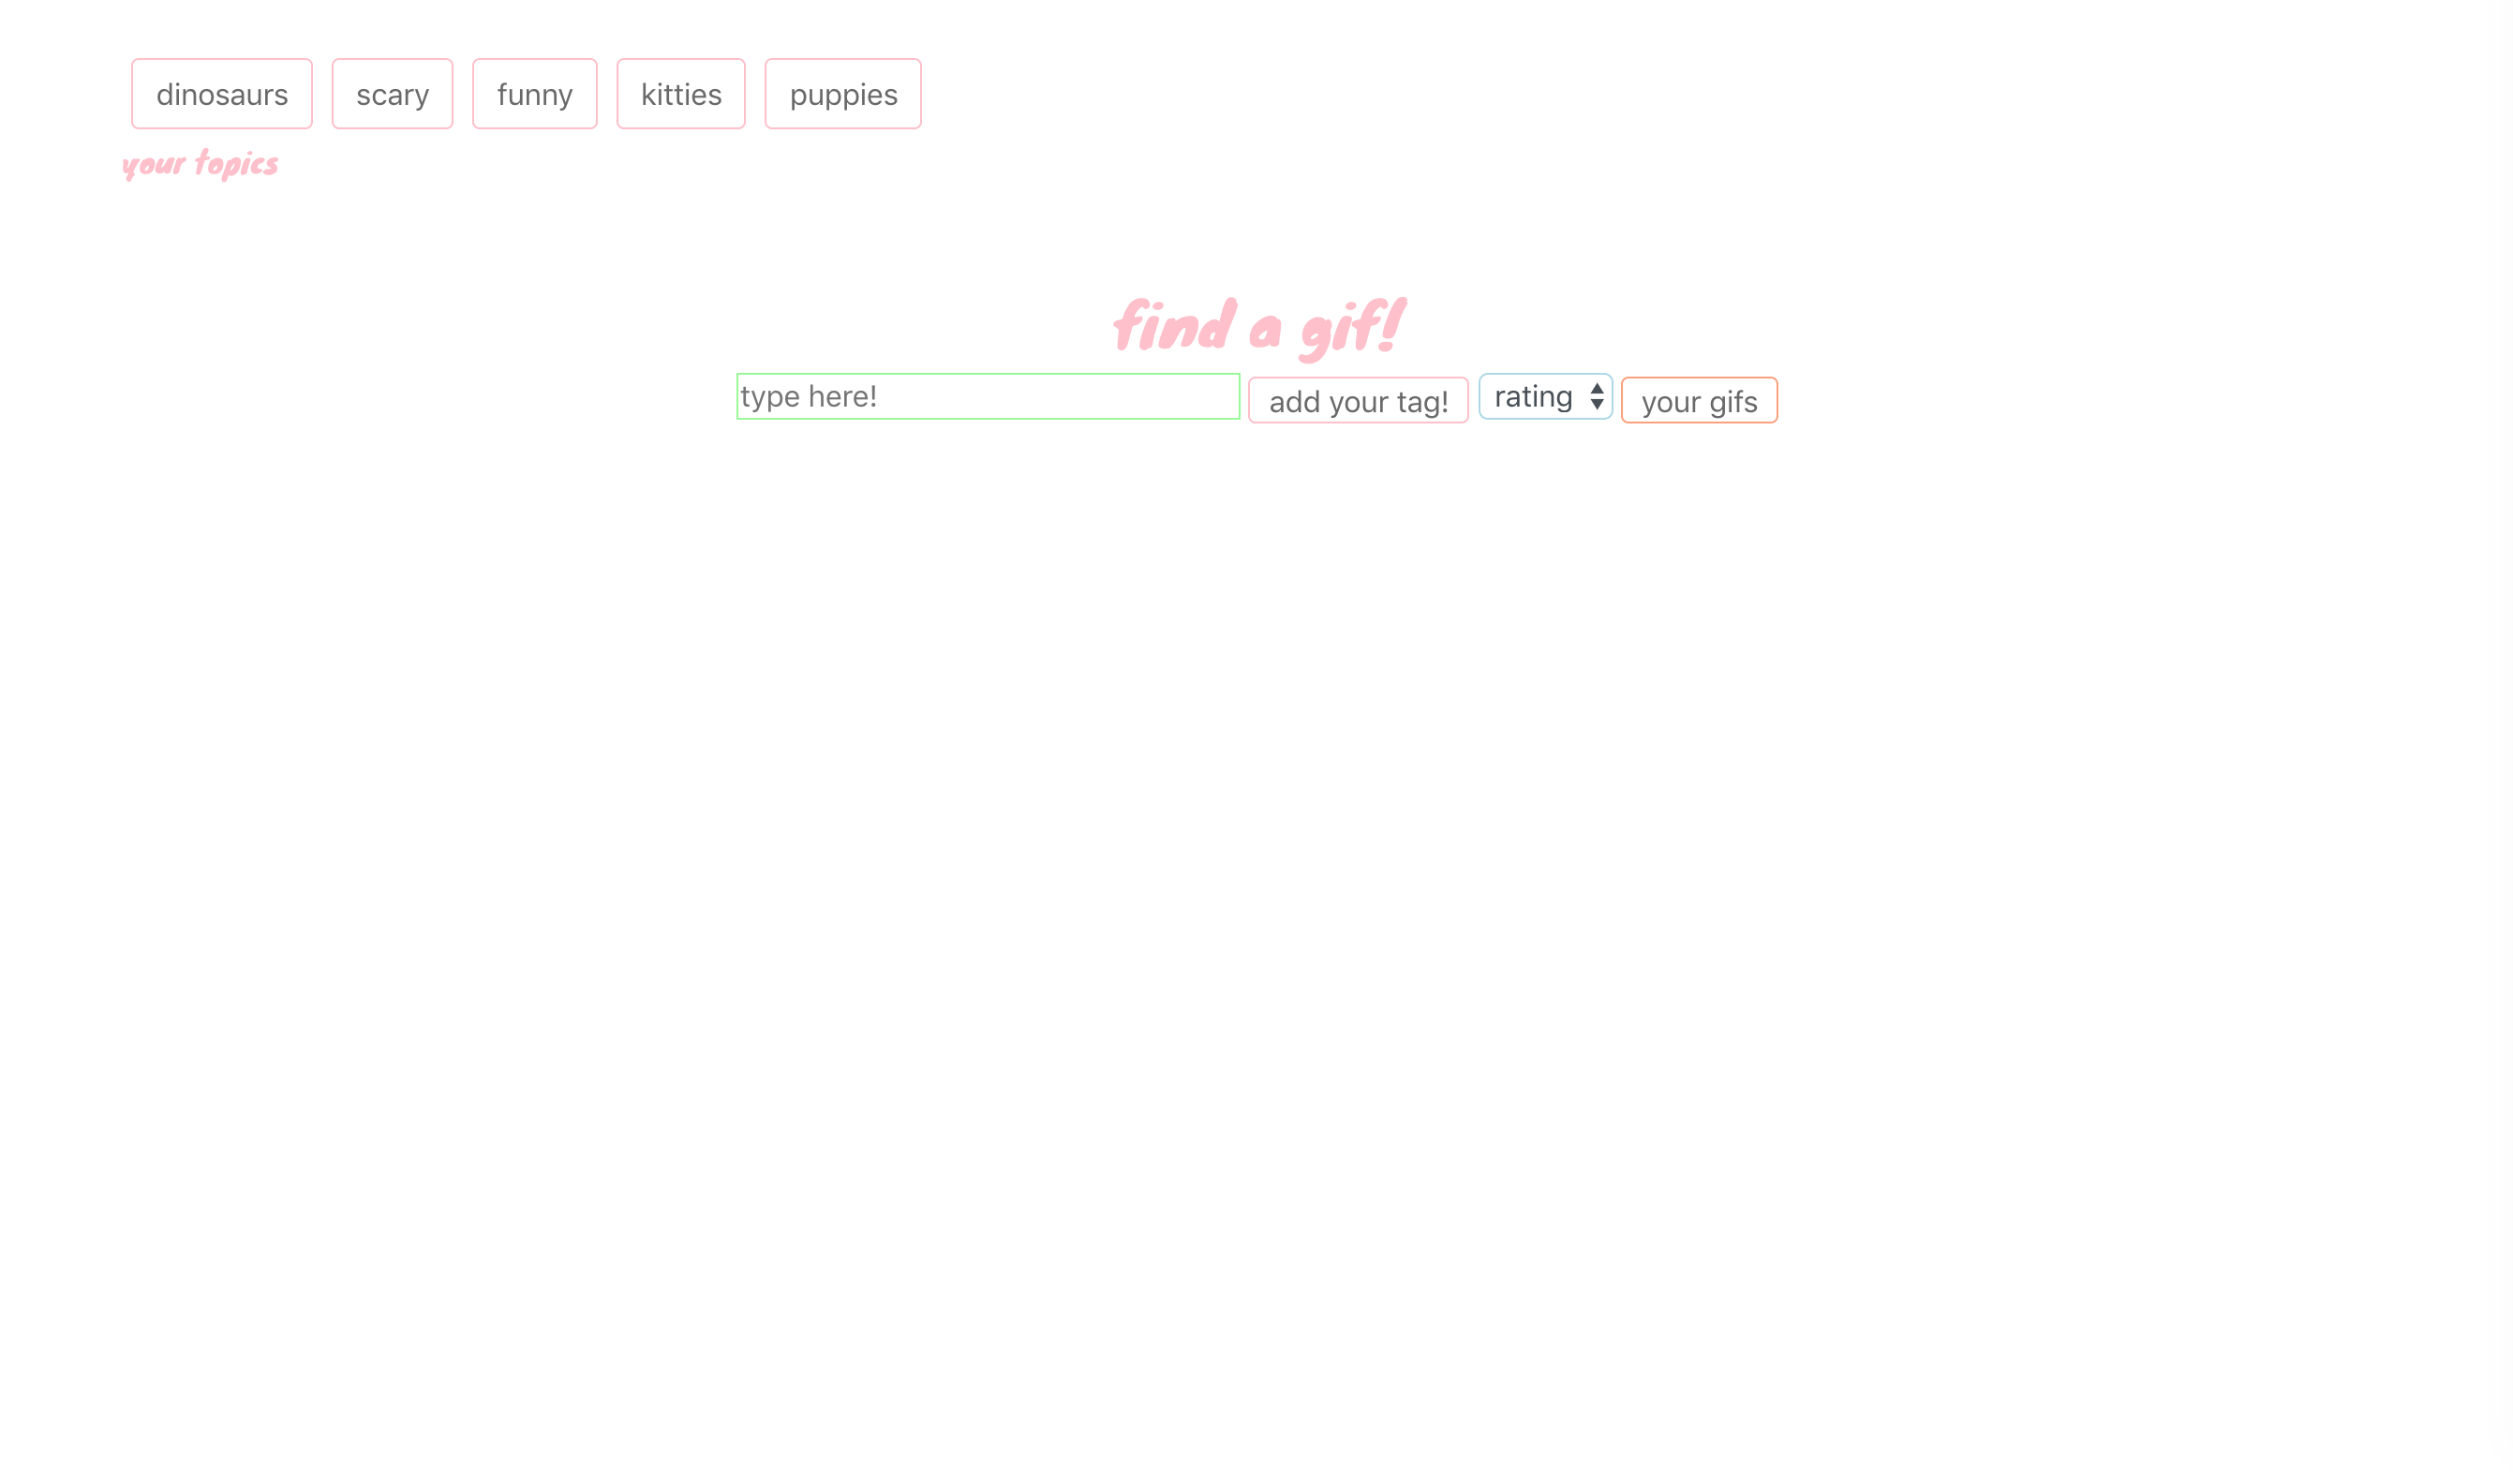 dinosaurs scary funny kitties puppies
your topics
find a gif!
type here! add your tag! rating your gifs